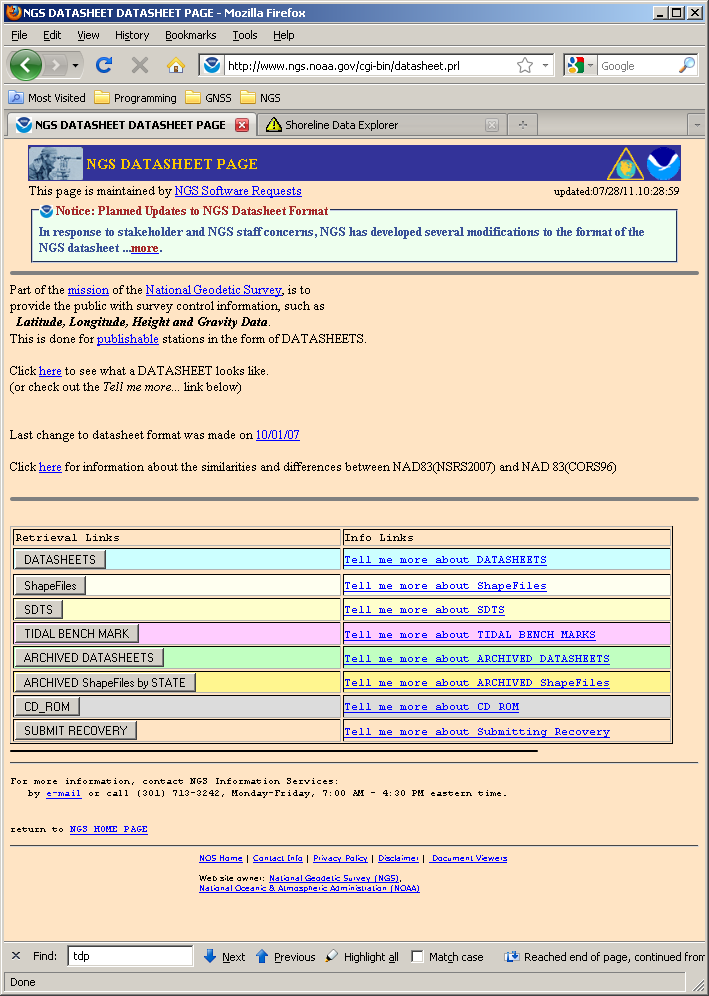 NGS DATASHEET DATASHEET PAGE - Mozilla Firefox
File Edit View History Bookmarks Tools Help
http://www.ngs.noaa.gov/cgi-bin/datasheet.prl Google
Most Visited Programming GNSS NGS
NGS DATASHEET DATASHEET PAGE Shoreline Data Explorer
NGS DATASHEET PAGE
This page is maintained by NGS Software Requests updated:07/28/11.10:28:59
Notice: Planned Updates to NGS Datasheet Format
In response to stakeholder and NGS staff concerns, NGS has developed several modifications to the format of the
NGS datasheet ...more.
Part of the mission of the National Geodetic Survey, is to
provide the public with survey control information, such as
Latitude, Longitude, Height and Gravity Data.
This is done for publishable stations in the form of DATASHEETS.
Click here to see what a DATASHEET looks like.
(or check out the Tell me more... link below)
Last change to datasheet format was made on 10/01/07
Click here for information about the similarities and differences between NAD83(NSRS2007) and NAD 83(CORS96)
Retrieval Links Info Links
DATASHEETS Tell me more about DATASHEETS
ShapeFiles Tell me more about ShapeFiles
SDTS Tell me more about SDTS
TIDAL BENCH MARK Tell me more about TIDAL BENCH MARKS
ARCHIVED DATASHEETS Tell me more about ARCHIVED DATASHEETS
ARCHIVED ShapeFiles by STATE Tell me more about ARCHIVED ShapeFiles
CD_ROM Tell me more about CD ROM
SUBMIT RECOVERY Tell me more about Submitting Recovery
For more information, contact NGS Information Services:
by e-mail or call (301) 713-3242, Monday-Friday, 7:00 AM - 4:30 PM eastern time.
return to NGS HOME PAGE
NOS Home | Contact Info | Privacy Policy | Disclaimer | Document Viewers
Web site owner: National Geodetic Survey (NGS),
National Oceanic & Atmospheric Administration (NOAA)
Find: tdp Next Previous Highlight all Match case Reached end of page, continued from
Done